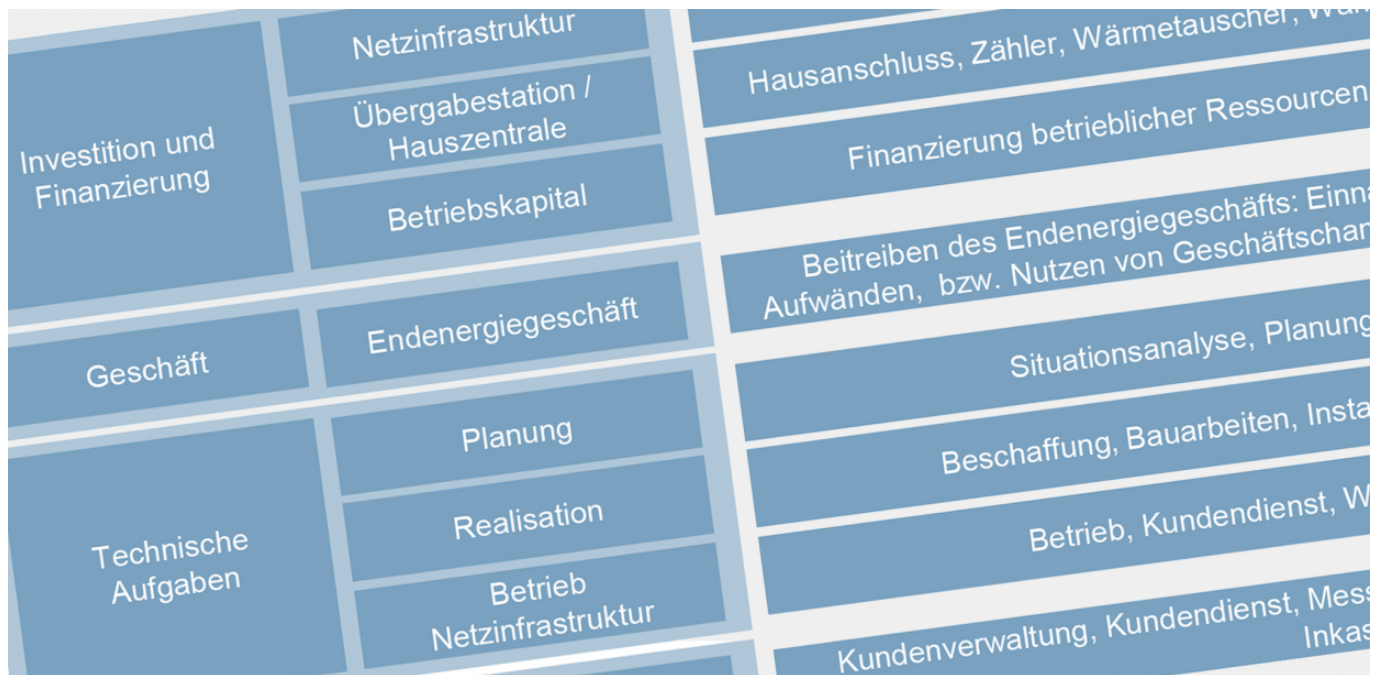 Netzinfrastruktur
Hausanschluss, Zähler, Wärmetauscher,
Investition und
Finanzierung
Übergabestation /
Hauszentrale
Finanzierung betrieblicher Ressourcen
Betriebskapital
Beitreiben des Endenergiegeschäfts:
Aufwänden, bzw. Nutzen von
Geschäft
Endenergiegeschäft
Situationsanalyse, Planung
Technische
Aufgaben
Planung
Beschaffung, Bauarbeiten,
Realisation
Betrieb, Kundendienst,
Betrieb
Netzinfrastruktur
Kundenverwaltung, Kundendienst,